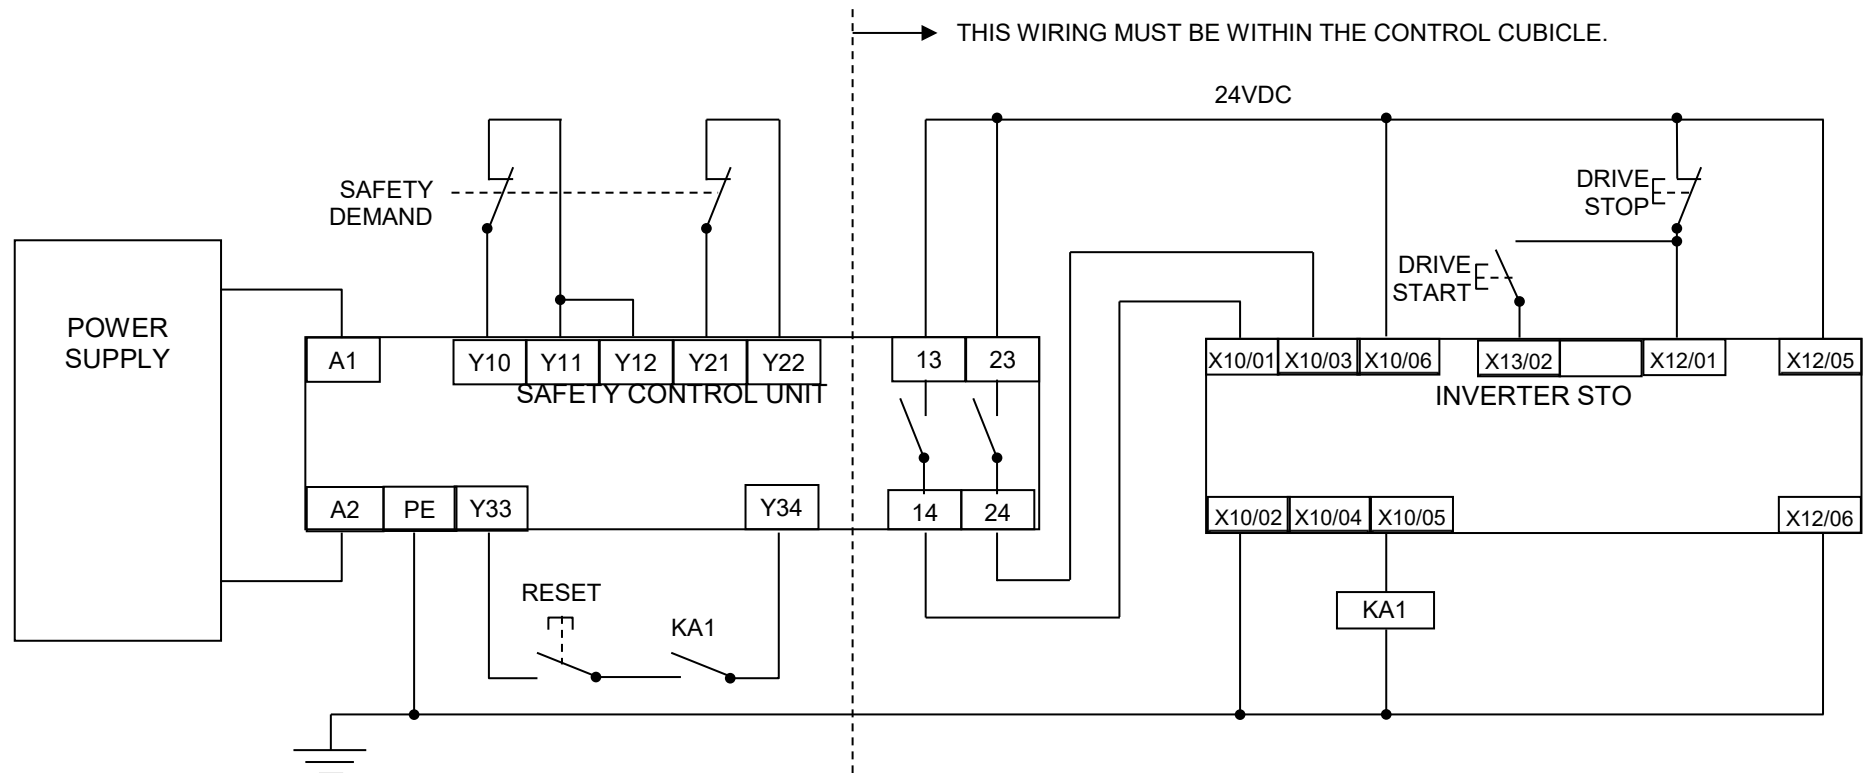 THIS WIRING MUST BE WITHIN THE CONTROL CUBICLE.
24VDC
SAFETY
DEMAND
DRIVE
STOP
DRIVE
START
POWER
SUPPLY
A1
Y10
Y11
Y12
Y21
Y22
13
23
X10/01
X10/03
X10/06
X13/02
X12/01
X12/05
SAFETY CONTROL UNIT
INVERTER STO
A2
PE
Y33
Y34
14
24
X10/02
X10/04
X10/05
X12/06
RESET
KA1
KA1